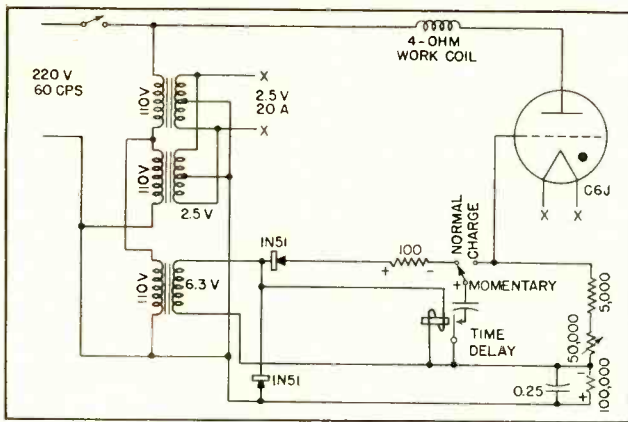 220 V
60 CPS
110V
110V
110V
2.5 V
20 A
X
X
2.5 V
6.3 V
4-OHM
WORK COIL
C6J
X
X
1N51
100
+
-
NORMAL
CHARGE
+
MOMENTARY
TIME
DELAY
1N51
0.25
5,000
50,000
-
+
100,000